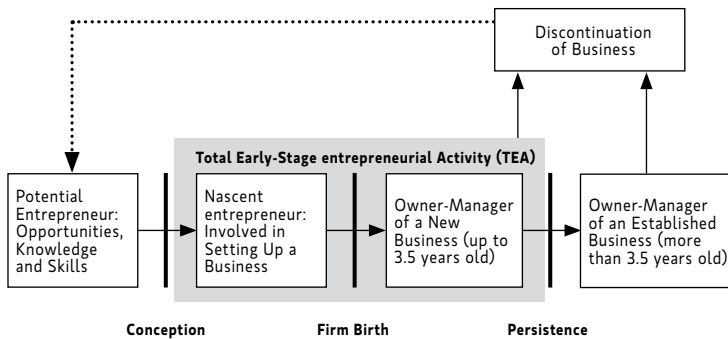 Discontinuation
of Business
Total Early-Stage entrepreneurial Activity (TEA)
Potential
Entrepreneur:
Opportunities,
Knowledge
and Skills
Nascent
entrepreneur:
Involved in
Setting Up a
Business
Owner-Manager
of a New
Business (up to
3.5 years old)
Owner-Manager
of an Established
Business (more
than 3.5 years old)
Conception
Firm Birth
Persistence